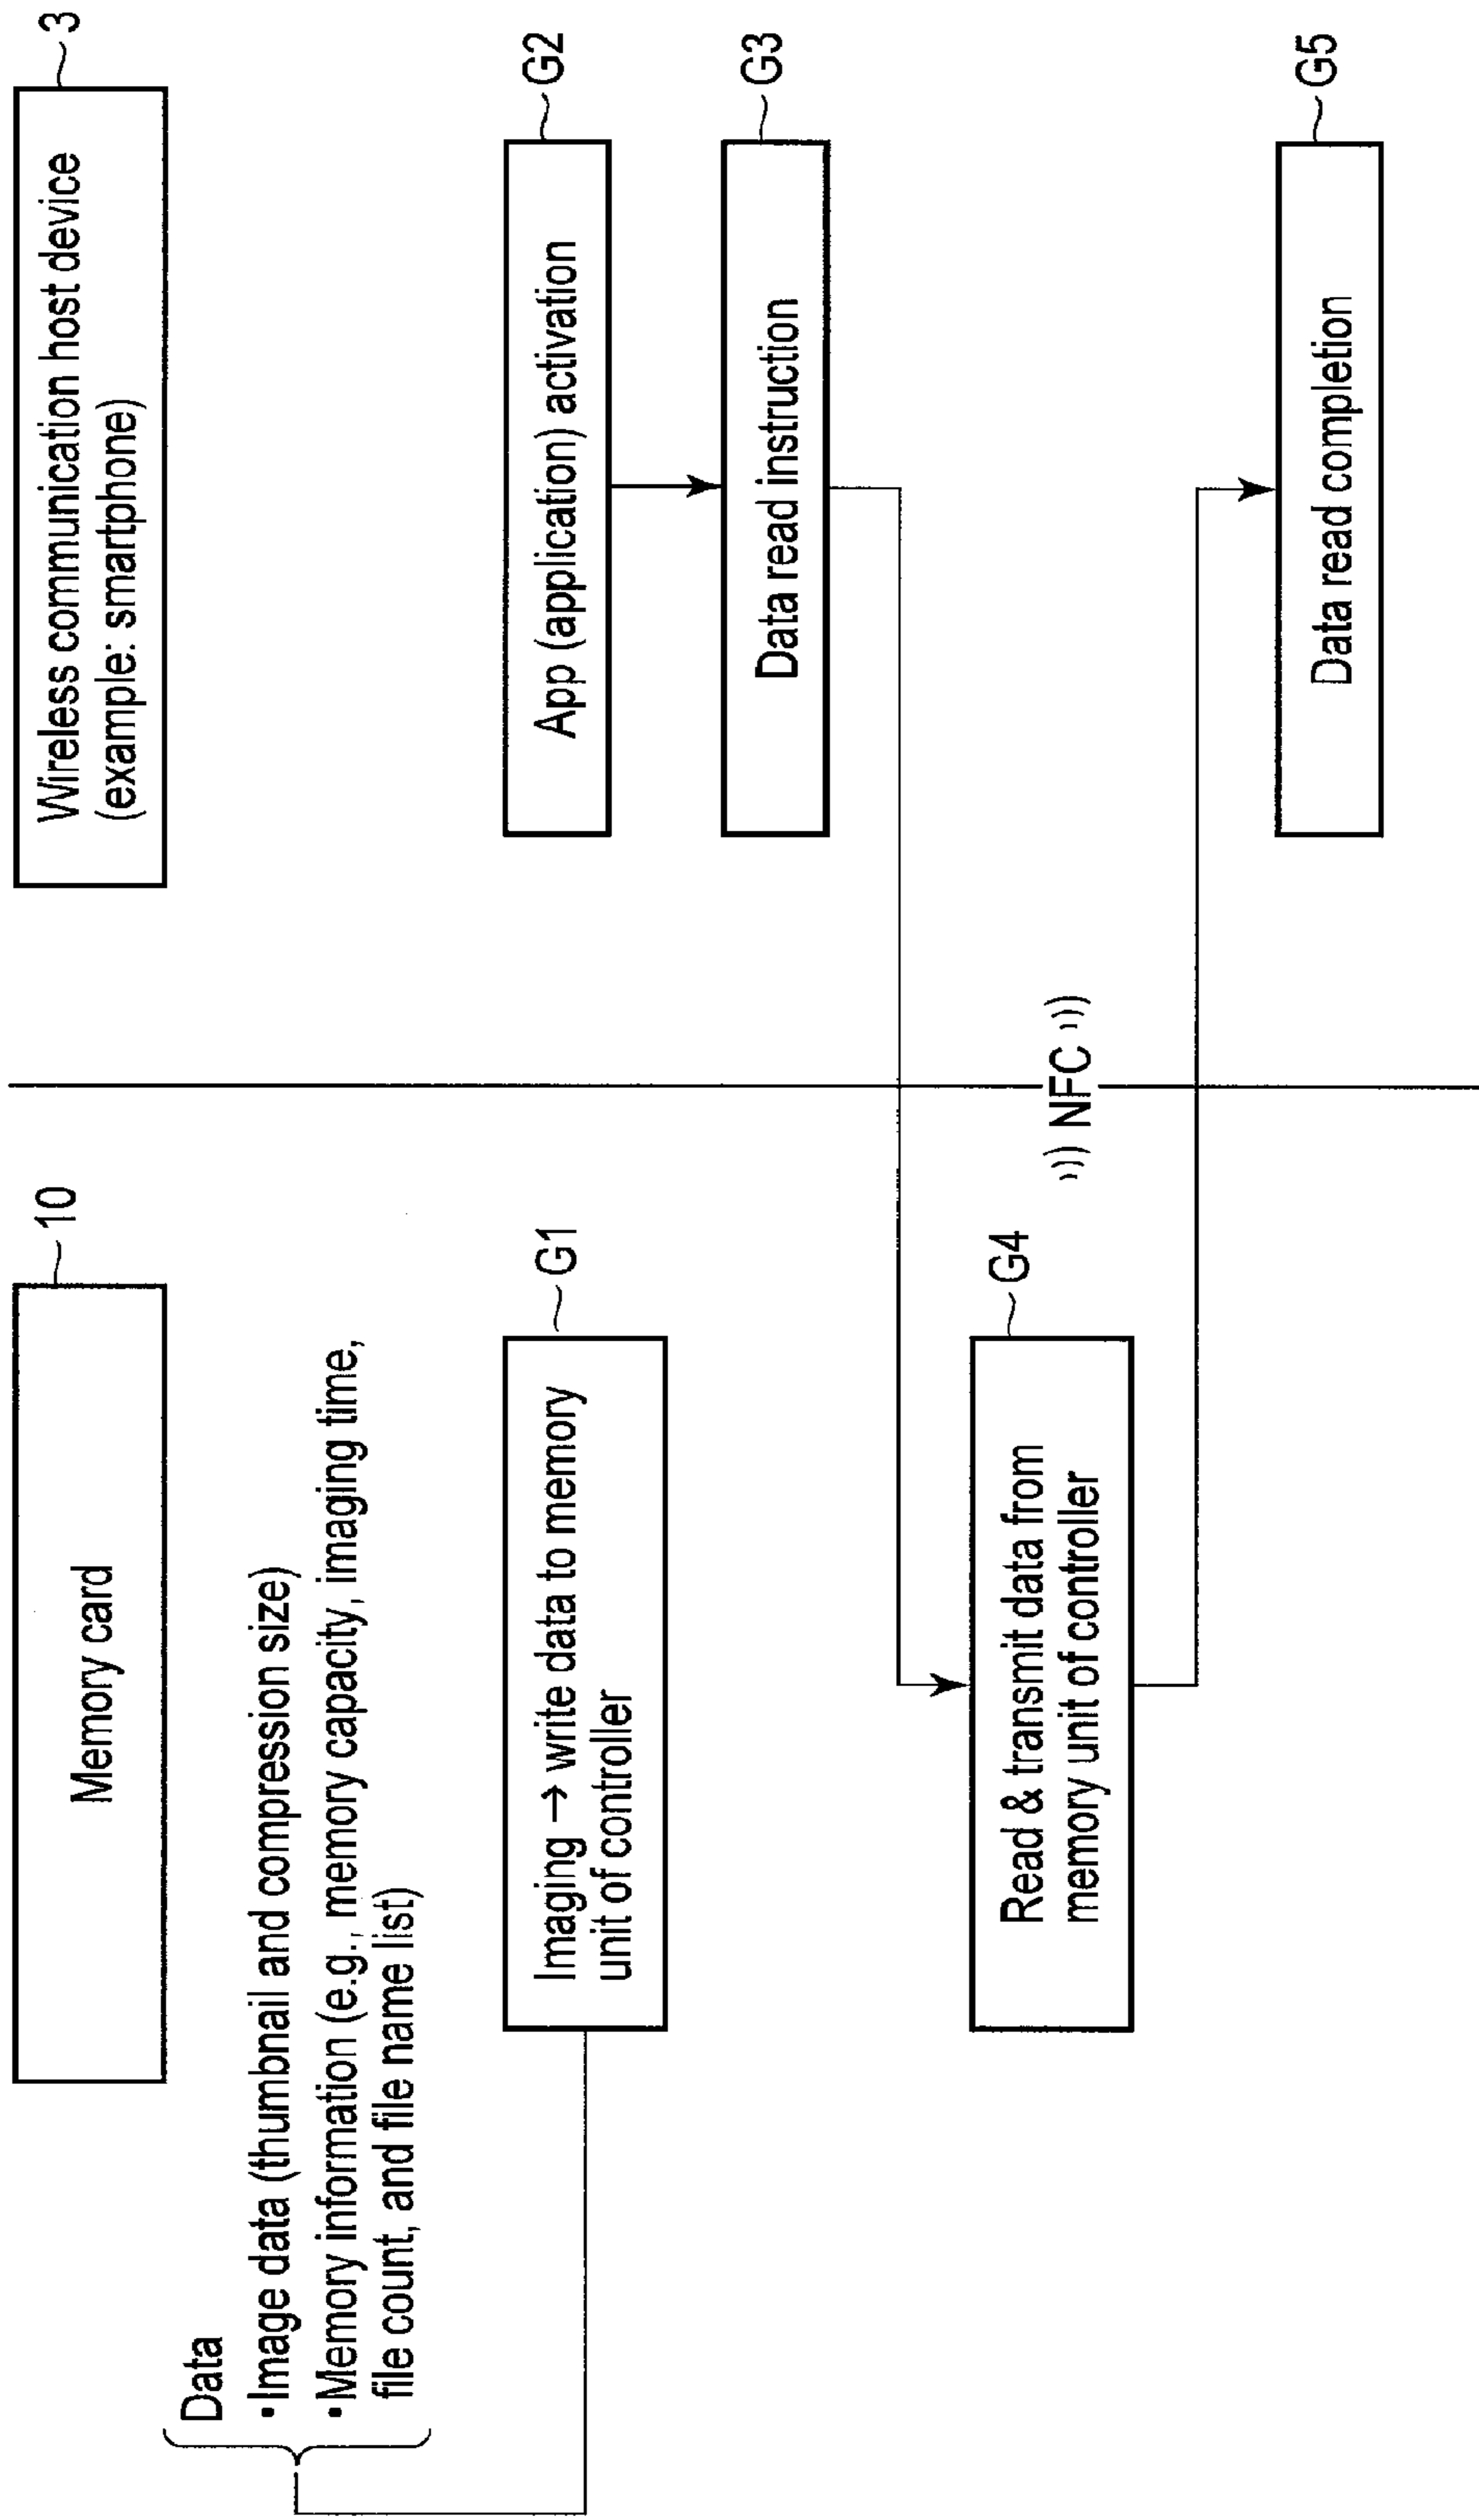 Memory card
10
Wireless communication host device
(example: smartphone)
3
Data
•Image data (thumbnail and compression size)
•Memory information (e.g., memory capacity, imaging time,
file count, and file name list)
G1
Imaging → write data to memory
unit of controller
G2
App (application) activation
G3
Data read instruction
G4
Read & transmit data from
memory unit of controller
NFC
G5
Data read completion